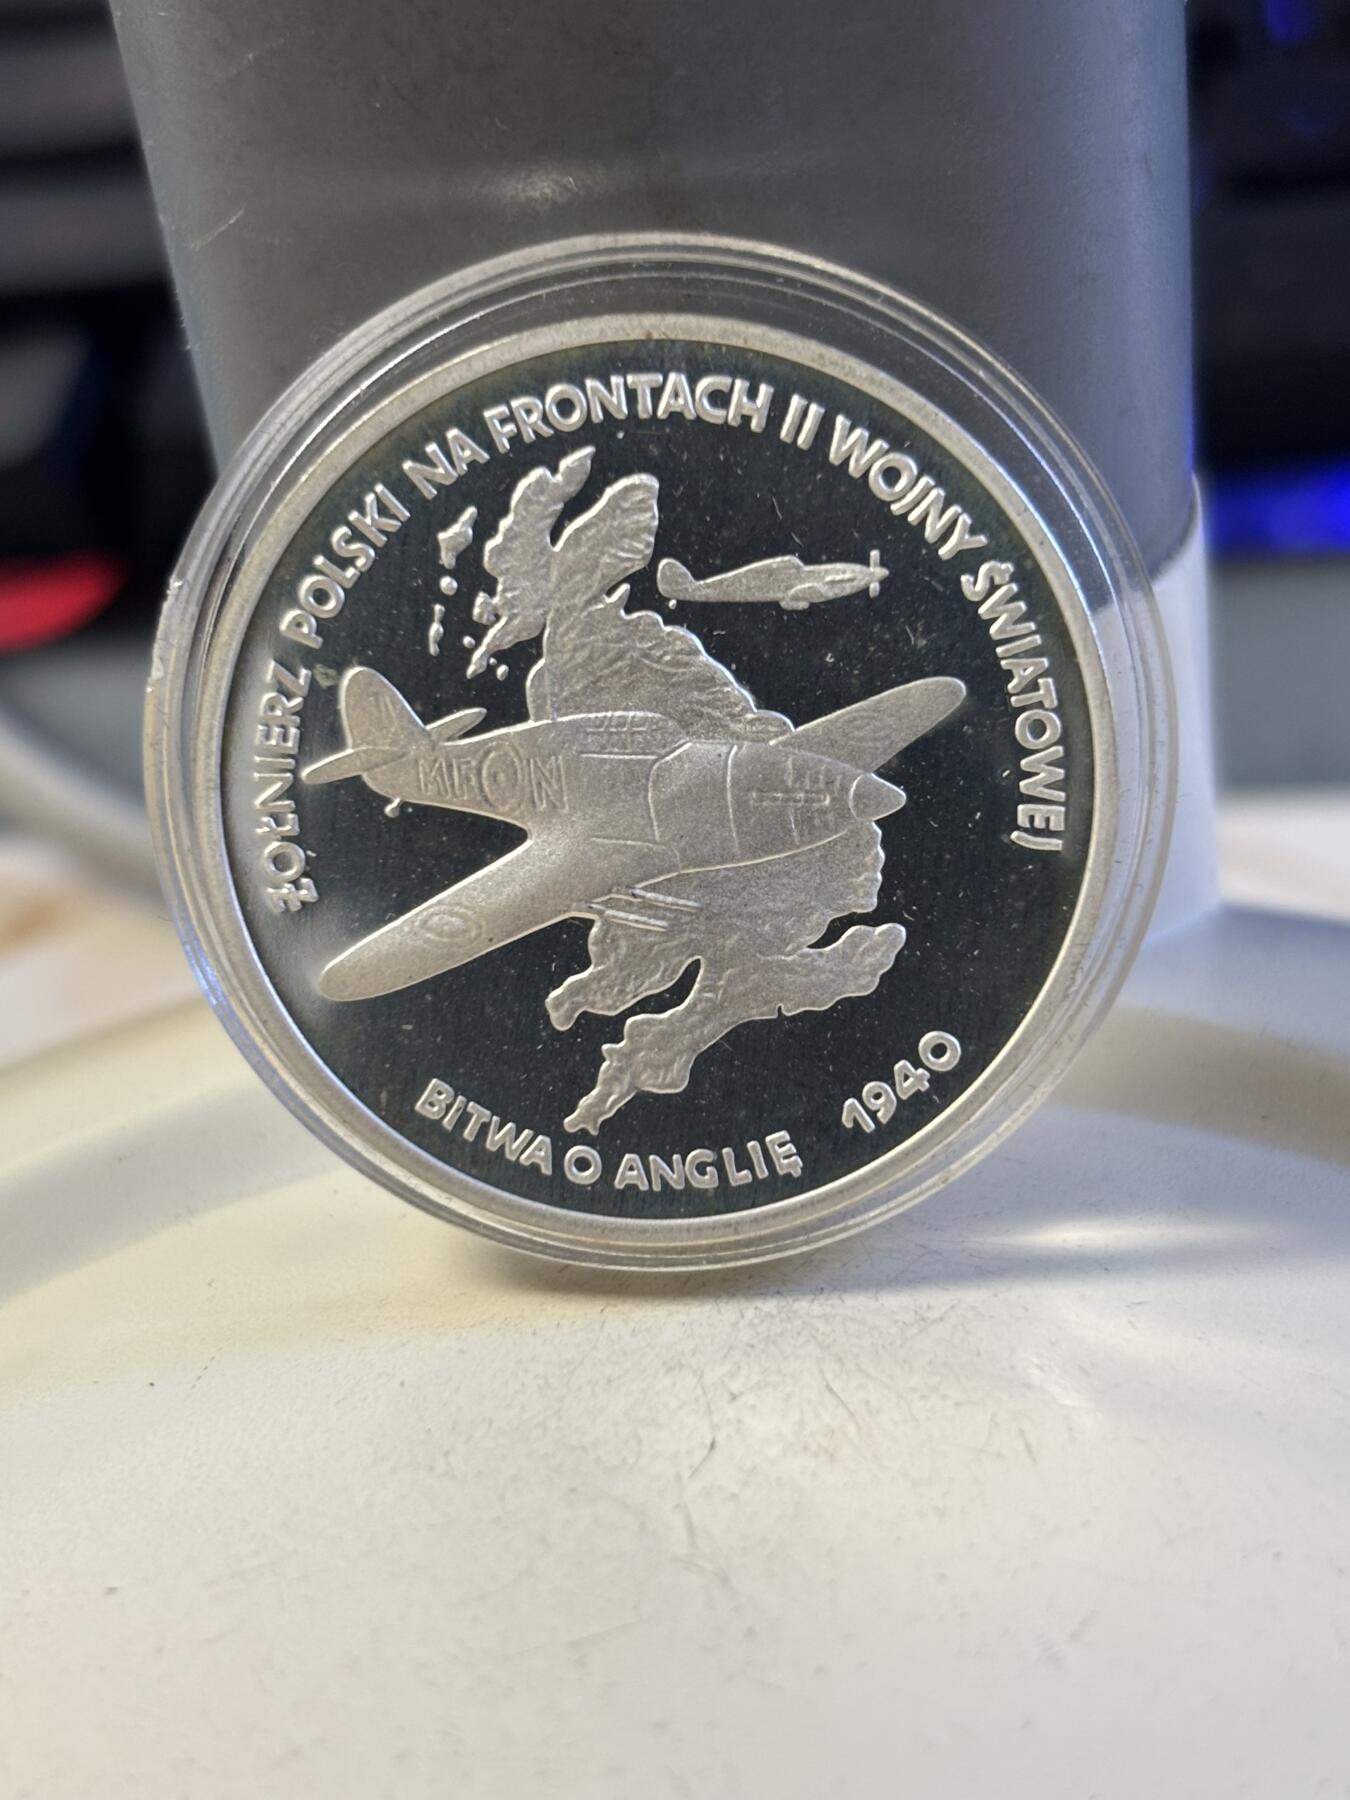 ŻOŁNIERZ POLSKI NA FRONTACH II WOJNY ŚWIATOWEJ
MF N
BITWA O ANGLIĘ 1940